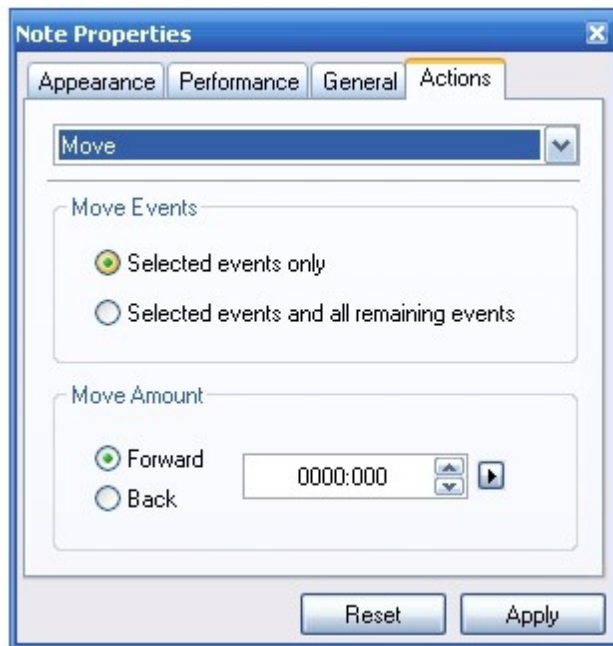 Note Properties
Appearance Performance General Actions
Move
Move Events
Selected events only
Selected events and all remaining events
Move Amount
Forward
0000:000
Back
Reset Apply